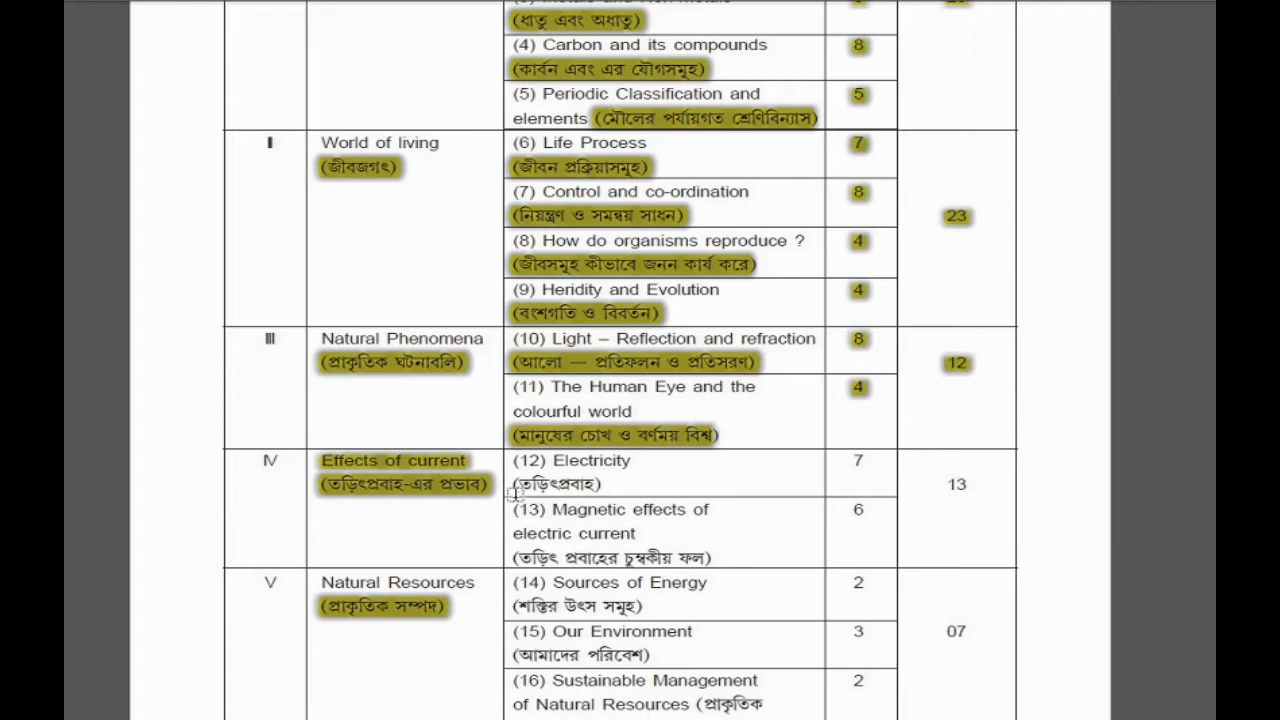 (ধাতু এবং অধাতু)
(4) Carbon and its compounds 8
(কার্বন এবং এর যৌগসমূহ)
(5) Periodic Classification and 5
elements (মৌলের পর্যায়গত শ্রেণিবিন্যাস)
II World of living (6) Life Process 7
(জীবজগৎ) (জীবন প্রক্রিয়াসমূহ)
(7) Control and co-ordination 8
(নিয়ন্ত্রণ ও সমন্বয় সাধন) 23
(8) How do organisms reproduce ? 4
(জীবসমূহ কীভাবে জনন কার্য করে)
(9) Heridity and Evolution 4
(বংশগতি ও বিবর্তন)
III Natural Phenomena (10) Light – Reflection and refraction 8
(প্রাকৃতিক ঘটনাবলি) (আলো — প্রতিফলন ও প্রতিসরণ) 12
(11) The Human Eye and the 4
colourful world
(মানুষের চোখ ও বর্ণময় বিশ্ব)
IV Effects of current (12) Electricity 7
(তড়িৎপ্রবাহ-এর প্রভাব) (তড়িৎপ্রবাহ) 13
(13) Magnetic effects of 6
electric current
(তড়িৎ প্রবাহের চুম্বকীয় ফল)
V Natural Resources (14) Sources of Energy 2
(প্রাকৃতিক সম্পদ) (শক্তির উৎস সমূহ)
(15) Our Environment 3 07
(আমাদের পরিবেশ)
(16) Sustainable Management 2
of Natural Resources (প্রাকৃতিক